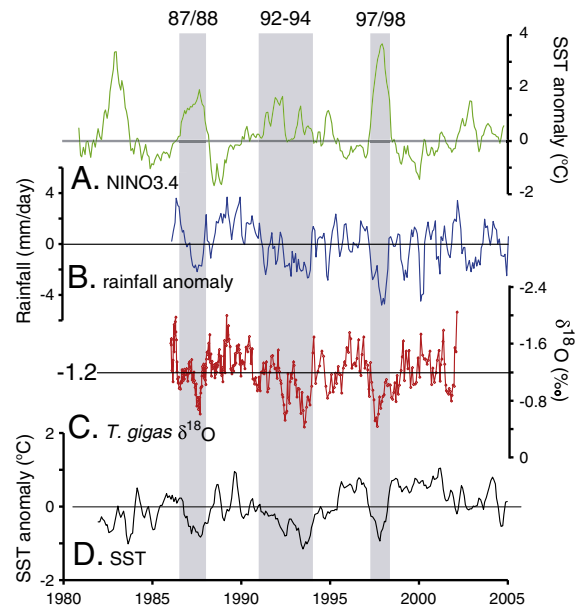 87/88 92-94 97/98
4
2
0
-2
SST anomaly (°C)
A. NINO3.4
4
0
-4
Rainfall (mm/day)
B. rainfall anomaly
-2.4
-1.6
-0.8
0
δ18O (‰)
-1.2
C. T. gigas δ18O
2
0
-2
SST anomaly (°C)
D. SST
1980 1985 1990 1995 2000 2005